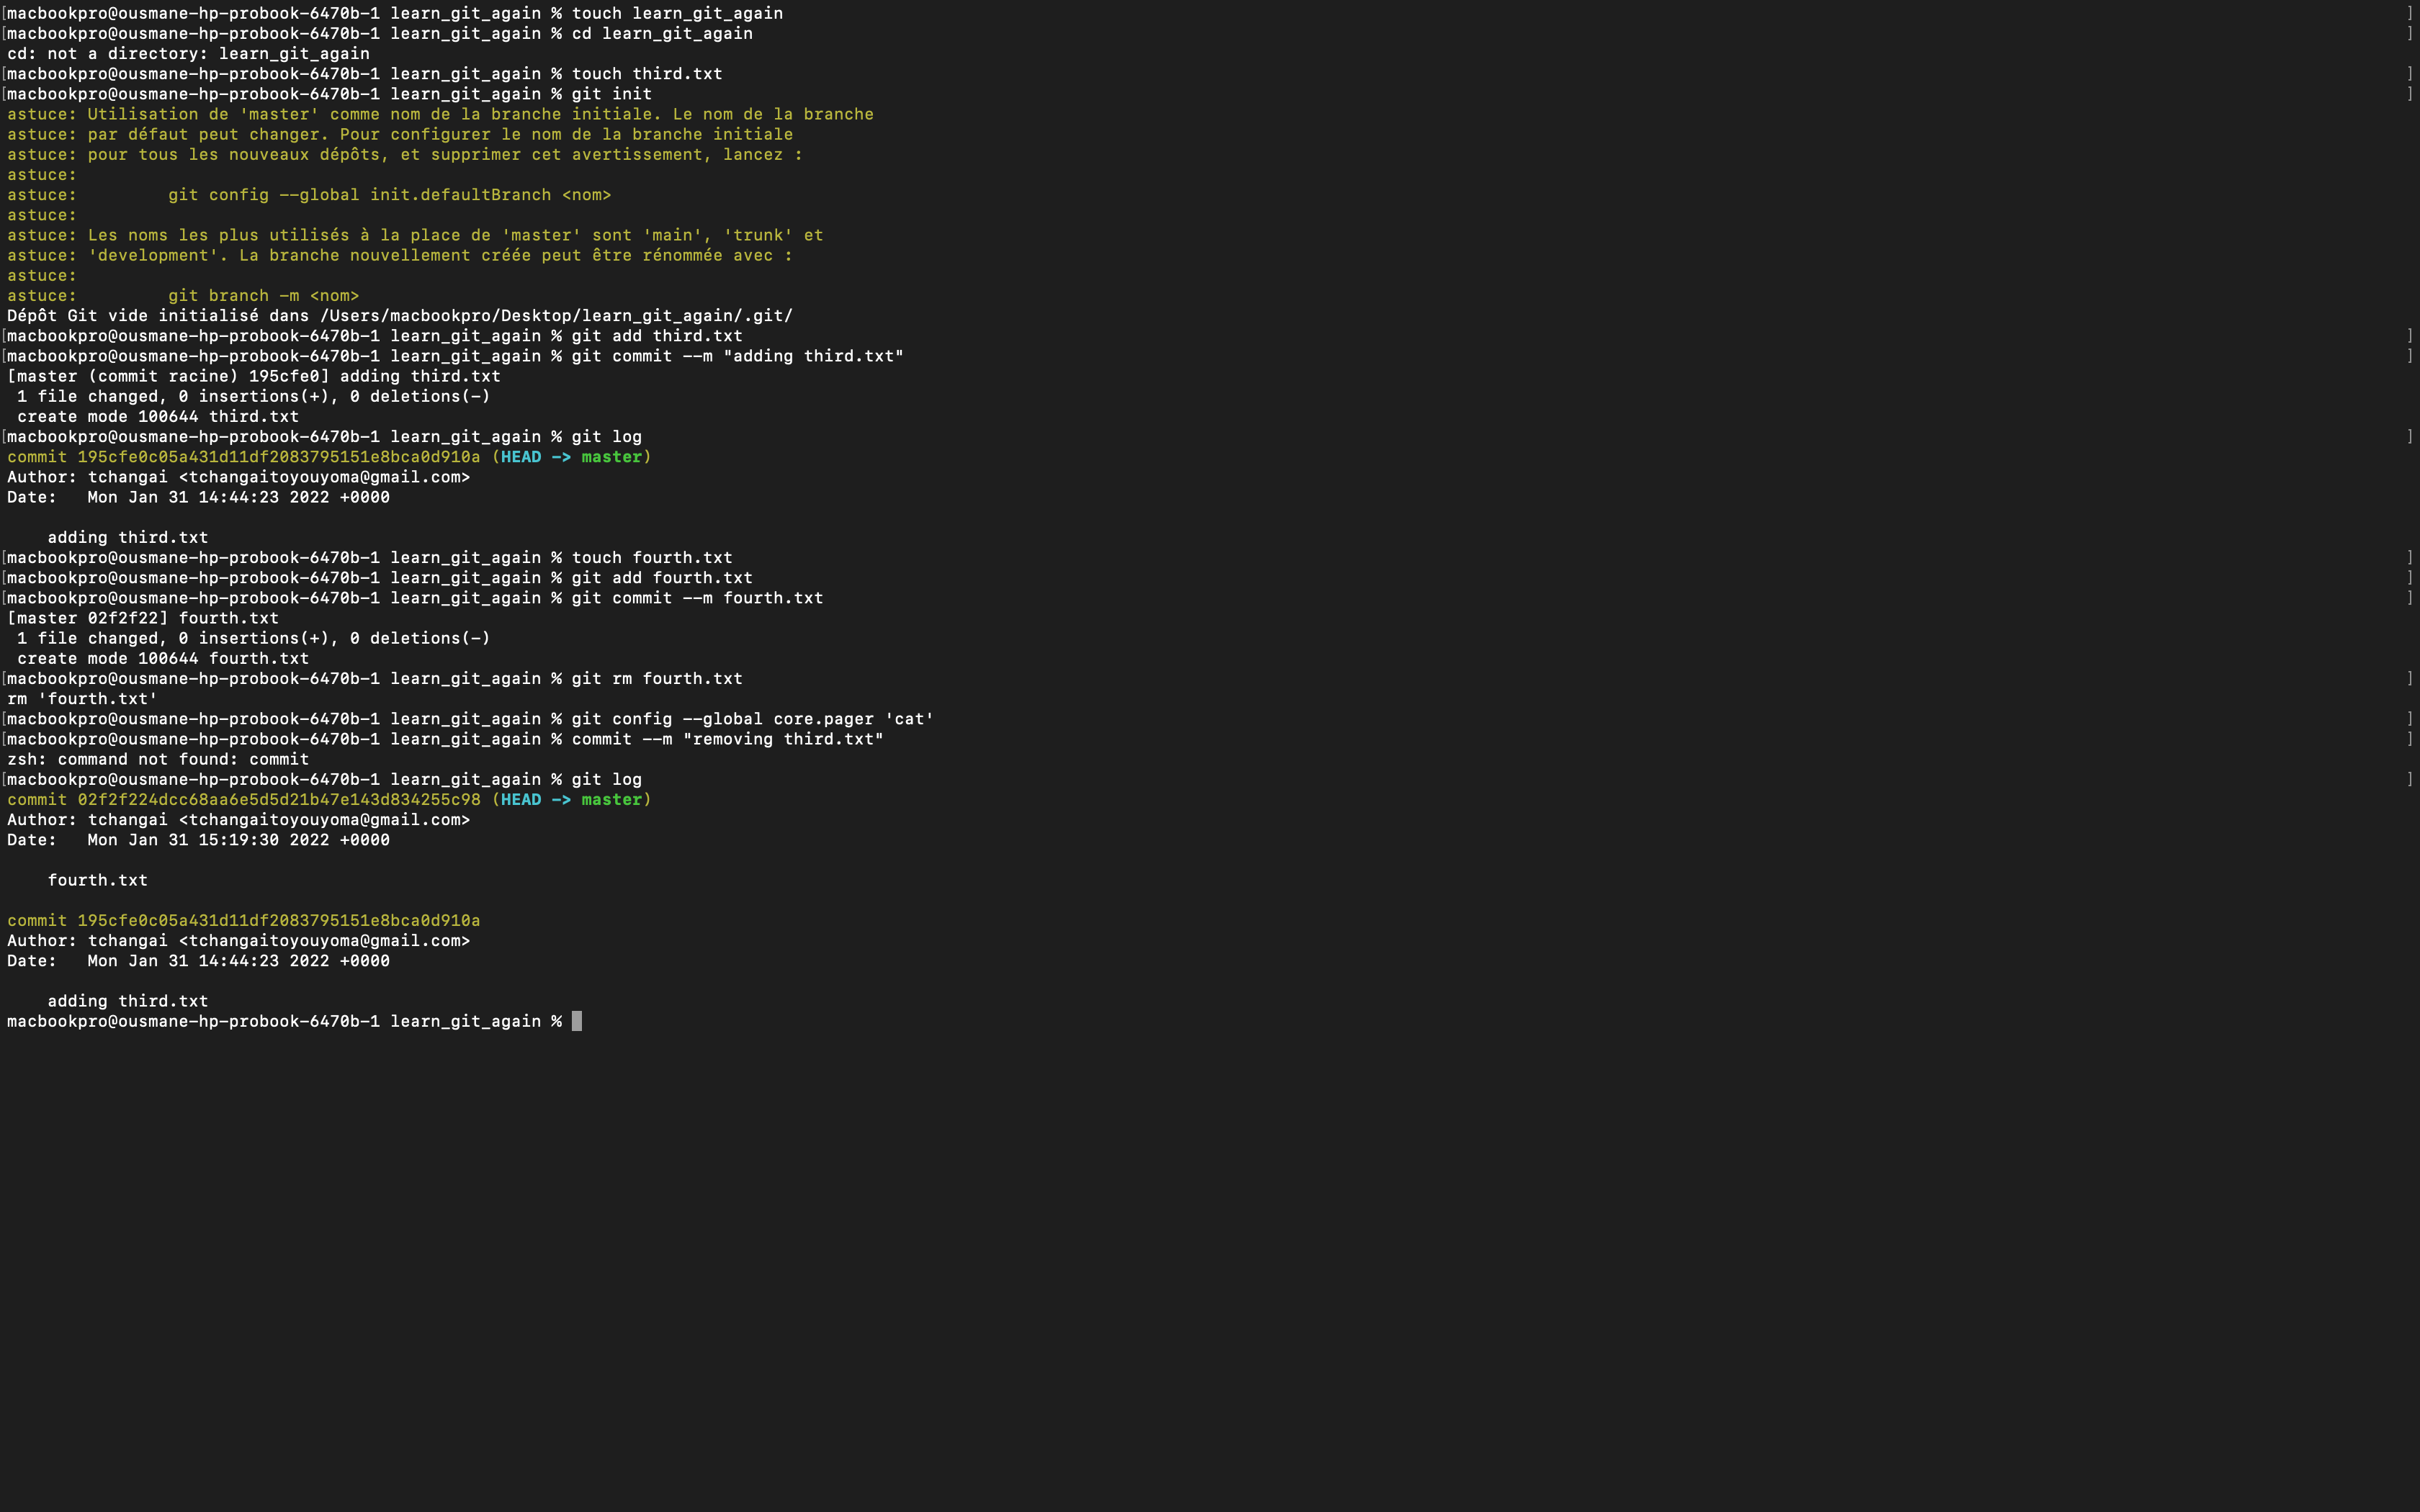 [macbookpro@ousmane-hp-probook-6470b-1 learn_git_again % touch learn_git_again ]
[macbookpro@ousmane-hp-probook-6470b-1 learn_git_again % cd learn_git_again ]
cd: not a directory: learn_git_again
[macbookpro@ousmane-hp-probook-6470b-1 learn_git_again % touch third.txt ]
[macbookpro@ousmane-hp-probook-6470b-1 learn_git_again % git init ]
astuce: Utilisation de 'master' comme nom de la branche initiale. Le nom de la branche
astuce: par défaut peut changer. Pour configurer le nom de la branche initiale
astuce: pour tous les nouveaux dépôts, et supprimer cet avertissement, lancez :
astuce:
astuce:         git config --global init.defaultBranch <nom>
astuce:
astuce: Les noms les plus utilisés à la place de 'master' sont 'main', 'trunk' et
astuce: 'development'. La branche nouvellement créée peut être rénommée avec :
astuce:
astuce:         git branch -m <nom>
Dépôt Git vide initialisé dans /Users/macbookpro/Desktop/learn_git_again/.git/
[macbookpro@ousmane-hp-probook-6470b-1 learn_git_again % git add third.txt ]
[macbookpro@ousmane-hp-probook-6470b-1 learn_git_again % git commit --m "adding third.txt" ]
[master (commit racine) 195cfe0] adding third.txt
 1 file changed, 0 insertions(+), 0 deletions(-)
 create mode 100644 third.txt
[macbookpro@ousmane-hp-probook-6470b-1 learn_git_again % git log ]
commit 195cfe0c05a431d11df2083795151e8bca0d910a (HEAD -> master)
Author: tchangai <tchangaitoyouyoma@gmail.com>
Date:   Mon Jan 31 14:44:23 2022 +0000

    adding third.txt
[macbookpro@ousmane-hp-probook-6470b-1 learn_git_again % touch fourth.txt ]
[macbookpro@ousmane-hp-probook-6470b-1 learn_git_again % git add fourth.txt ]
[macbookpro@ousmane-hp-probook-6470b-1 learn_git_again % git commit --m fourth.txt ]
[master 02f2f22] fourth.txt
 1 file changed, 0 insertions(+), 0 deletions(-)
 create mode 100644 fourth.txt
[macbookpro@ousmane-hp-probook-6470b-1 learn_git_again % git rm fourth.txt ]
rm 'fourth.txt'
[macbookpro@ousmane-hp-probook-6470b-1 learn_git_again % git config --global core.pager 'cat' ]
[macbookpro@ousmane-hp-probook-6470b-1 learn_git_again % commit --m "removing third.txt" ]
zsh: command not found: commit
[macbookpro@ousmane-hp-probook-6470b-1 learn_git_again % git log ]
commit 02f2f224dcc68aa6e5d5d21b47e143d834255c98 (HEAD -> master)
Author: tchangai <tchangaitoyouyoma@gmail.com>
Date:   Mon Jan 31 15:19:30 2022 +0000

    fourth.txt

commit 195cfe0c05a431d11df2083795151e8bca0d910a
Author: tchangai <tchangaitoyouyoma@gmail.com>
Date:   Mon Jan 31 14:44:23 2022 +0000

    adding third.txt
macbookpro@ousmane-hp-probook-6470b-1 learn_git_again %